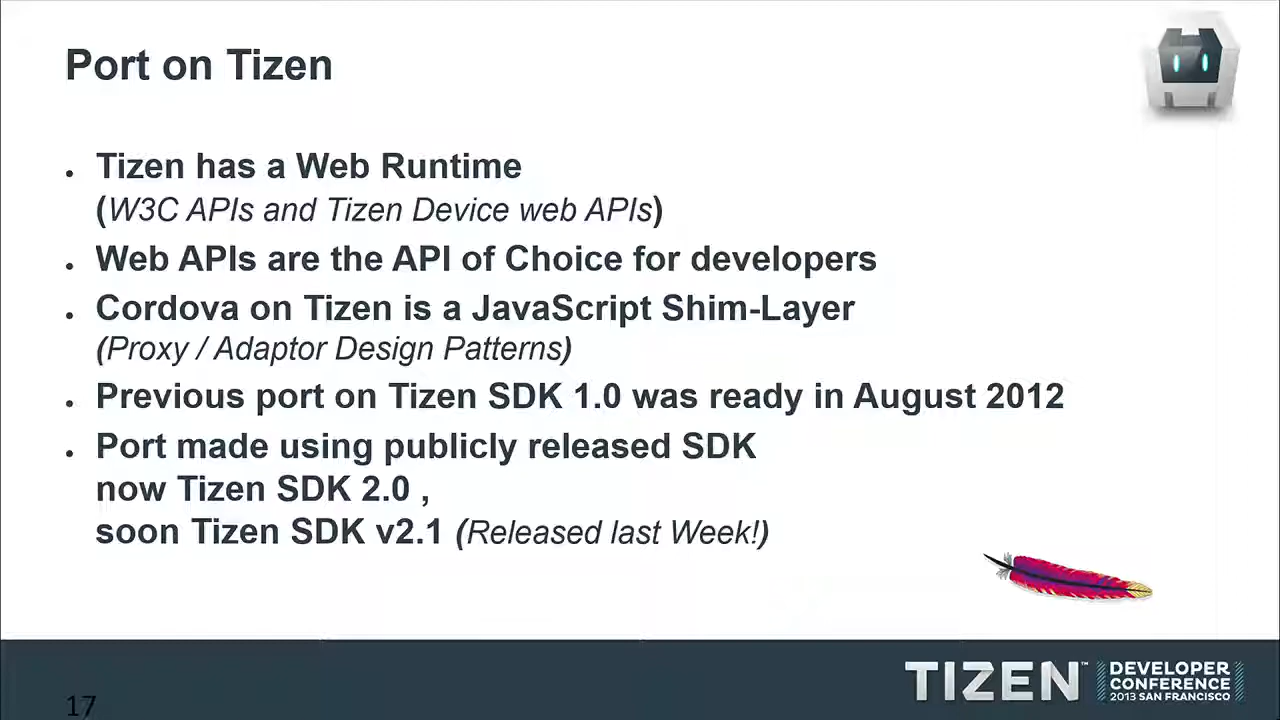 Port on Tizen
• Tizen has a Web Runtime
(W3C APIs and Tizen Device web APIs)
• Web APIs are the API of Choice for developers
• Cordova on Tizen is a JavaScript Shim-Layer
(Proxy / Adaptor Design Patterns)
• Previous port on Tizen SDK 1.0 was ready in August 2012
• Port made using publicly released SDK
now Tizen SDK 2.0 ,
soon Tizen SDK v2.1 (Released last Week!)
17
TIZEN™
DEVELOPER
CONFERENCE
2013 SAN FRANCISCO